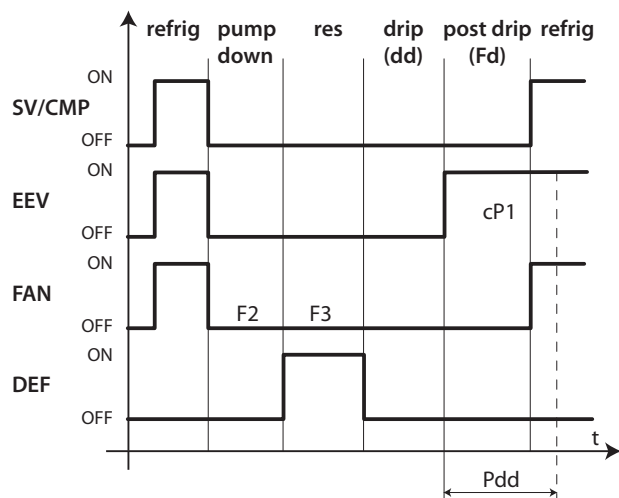 refrig pump res drip post drip refrig
down (dd) (Fd)
ON
SV/CMP
OFF
ON
EEV
cP1
OFF
ON
FAN
F2 F3
OFF
ON
DEF
OFF
t
Pdd